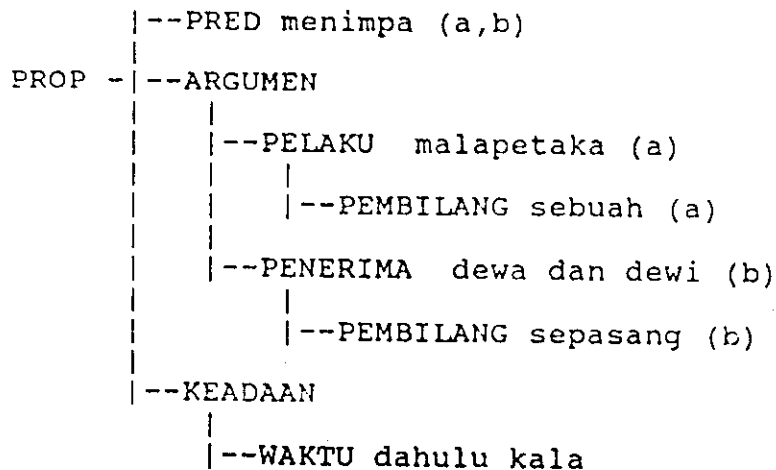 |--PRED menimpa (a,b)
PROP -|--ARGUMEN
|--PELAKU malapetaka (a)
|--PEMBILANG sebuah (a)
|--PENERIMA dewa dan dewi (b)
|--PEMBILANG sepasang (b)
|--KEADAAN
|--WAKTU dahulu kala